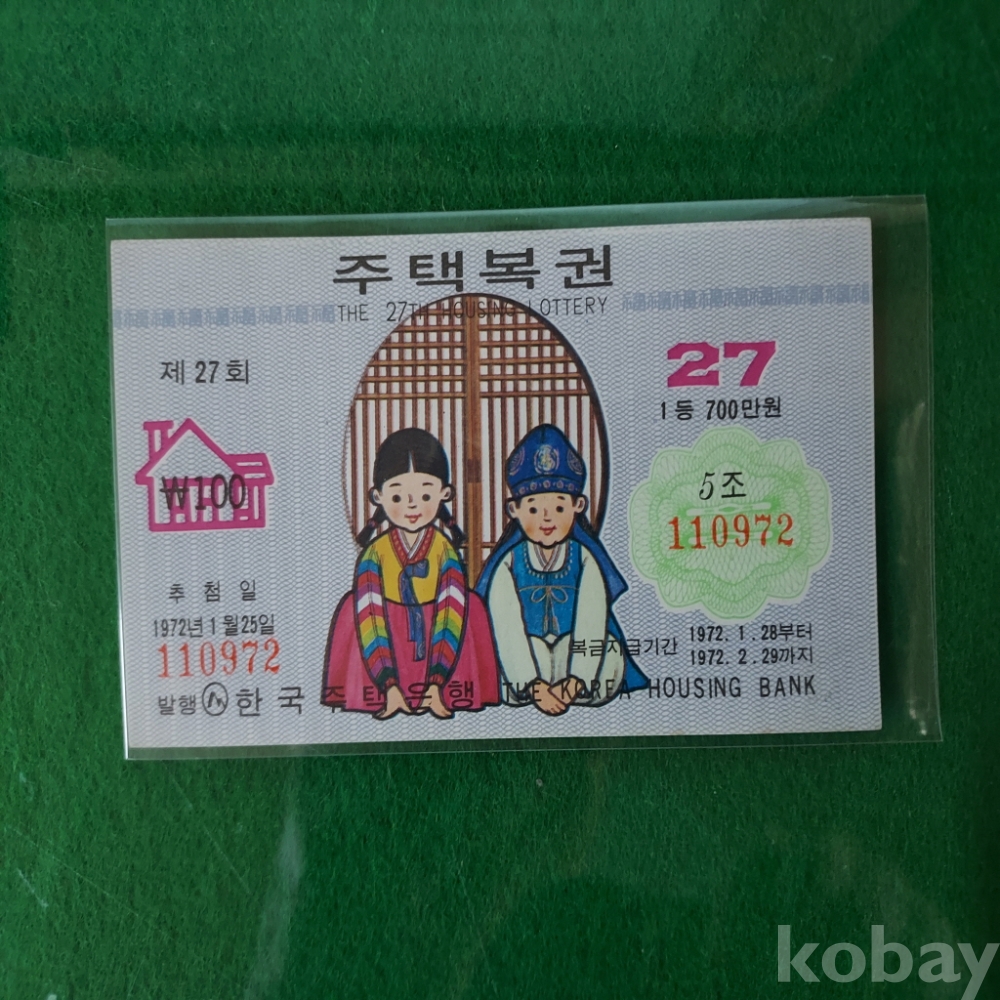 주택복권
THE 27TH HOUSING LOTTERY
제 27 회
27
1 등 700만원
₩100
5 조
110972
추 첨 일
1972년 1 월 25일
110972
복금지급기간 1972. 1. 28부터
1972. 2. 29까지
발행 한국주택은행 THE KOREA HOUSING BANK
kobay